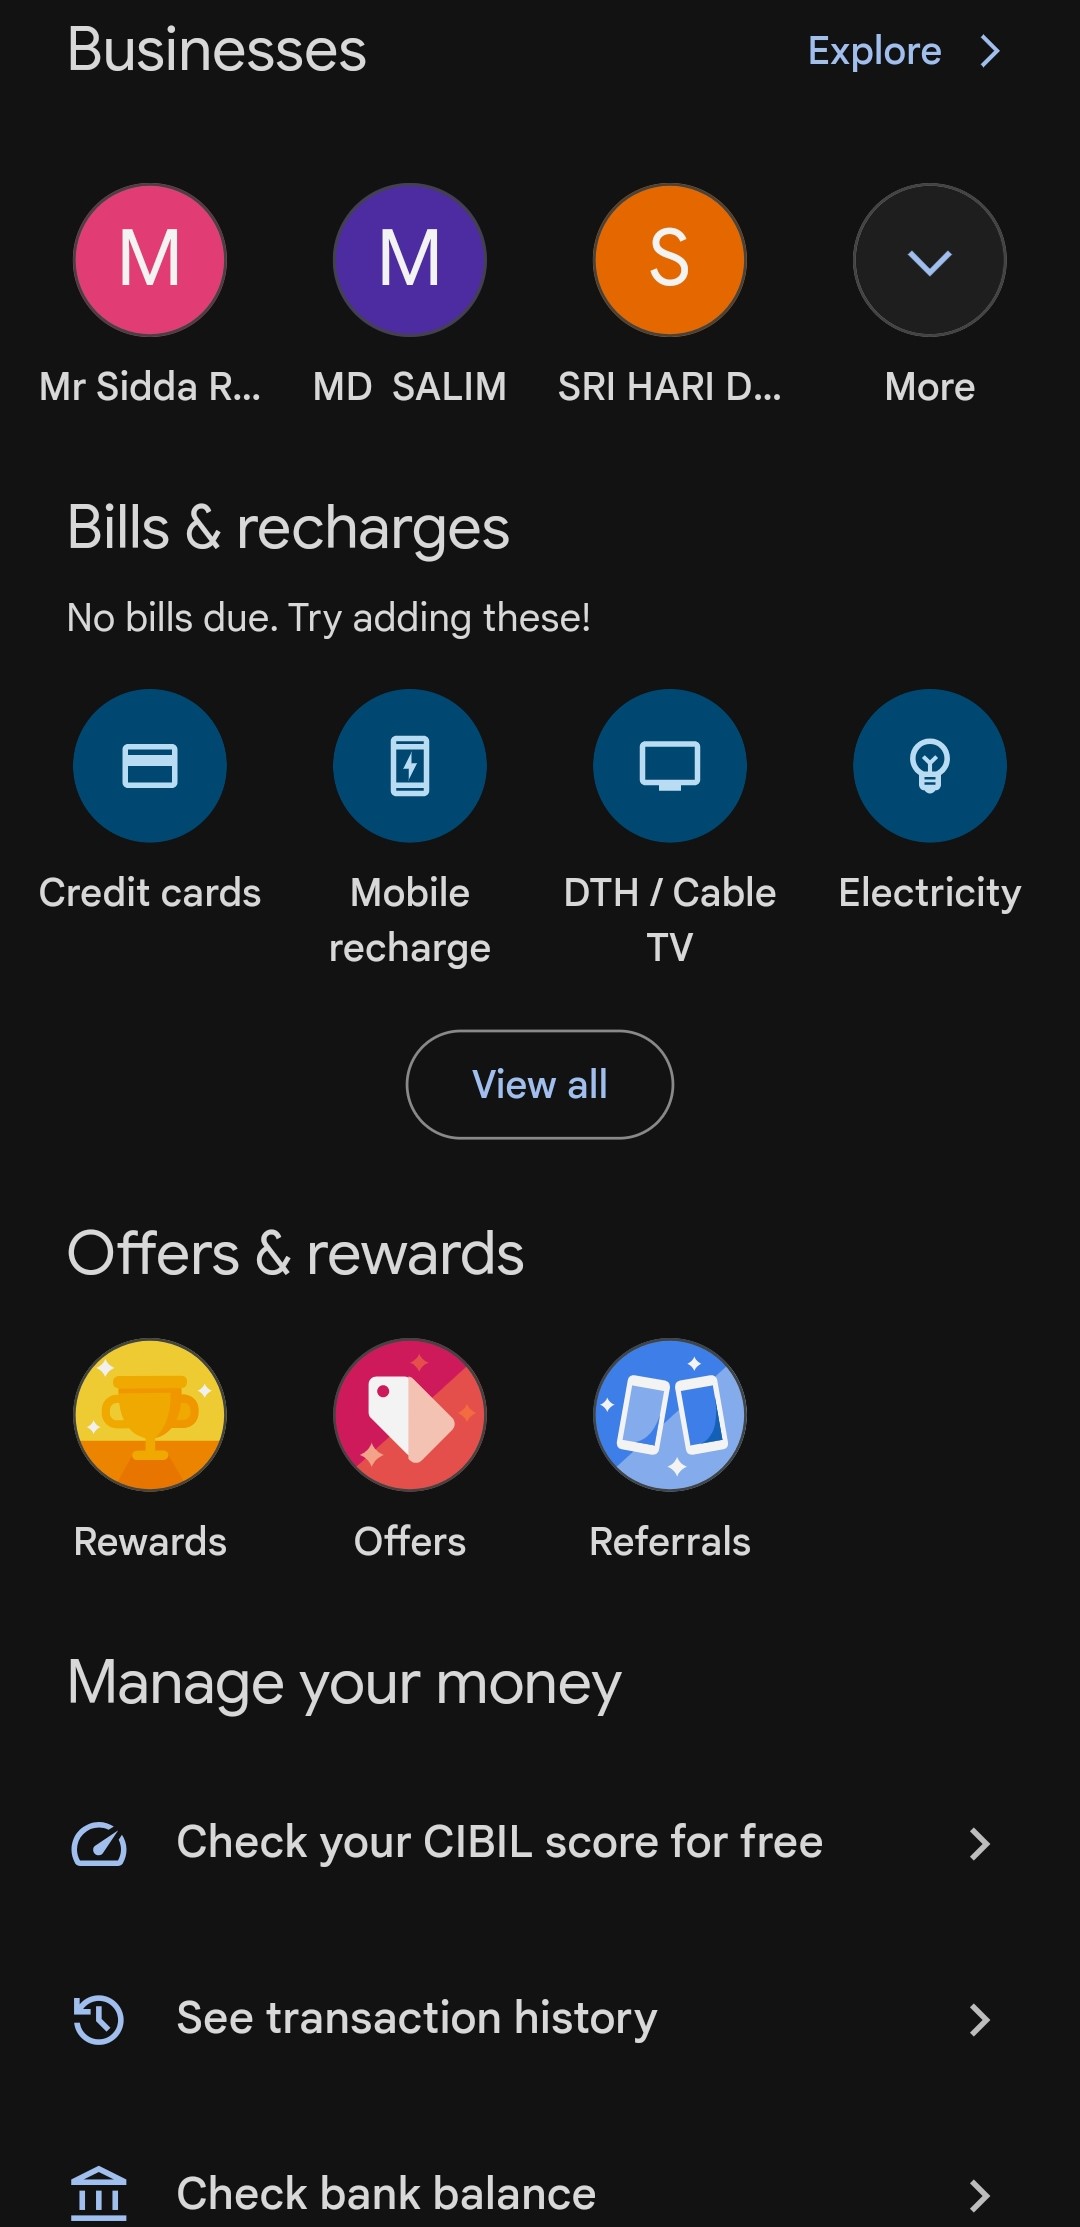 Businesses
Explore
M
M
S
Mr Sidda R...
MD  SALIM
SRI HARI D...
More
Bills & recharges
No bills due. Try adding these!
Credit cards
Mobile
recharge
DTH / Cable
TV
Electricity
View all
Offers & rewards
Rewards
Offers
Referrals
Manage your money
Check your CIBIL score for free
See transaction history
Check bank balance